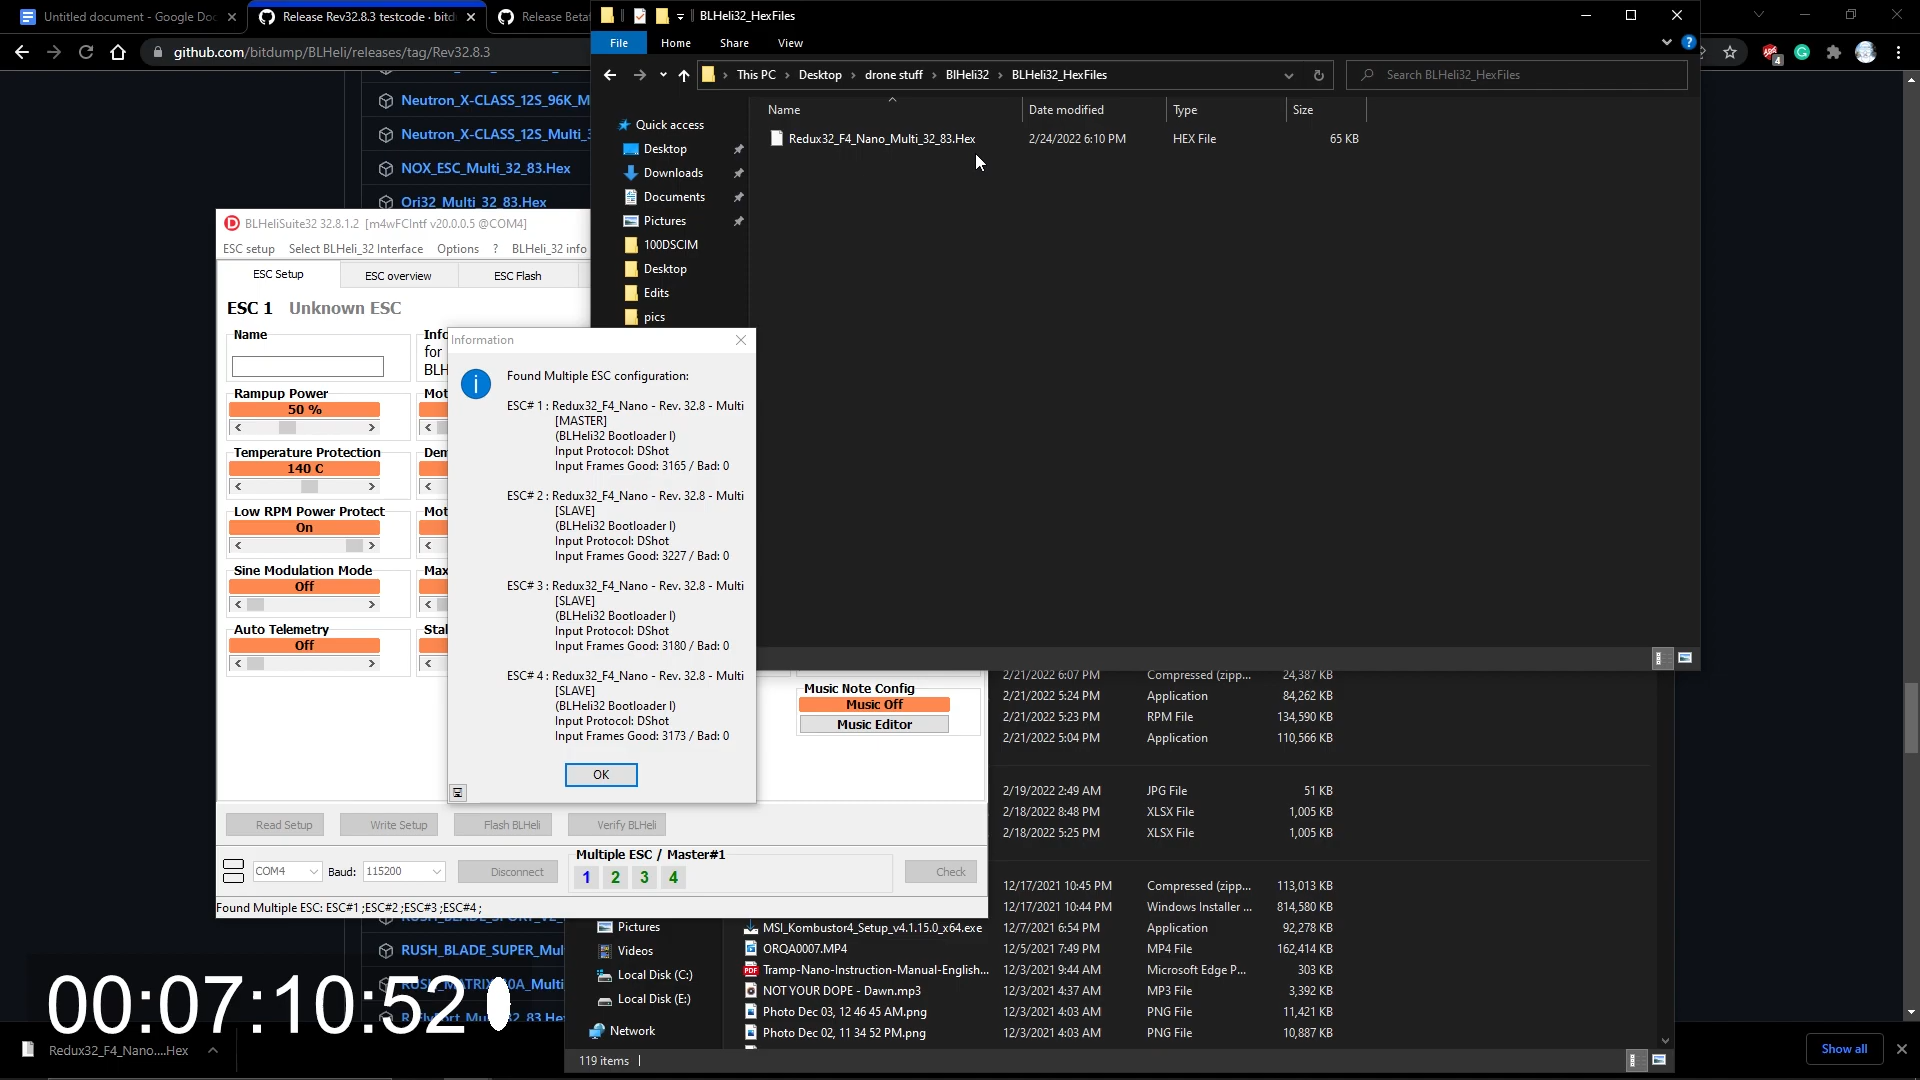 Untitled document - Google Doc
Release Rev32.8.3 testcode · bitd
Release Betaf
github.com/bitdump/BLHeli/releases/tag/Rev32.8.3
4
Neutron_X-CLASS_12S_96K_M
Neutron_X-CLASS_12S_Multi_3
NOX_ESC_Multi_32_83.Hex
Ori32_Multi_32_83.Hex
BLHeli32_HexFiles
File
Home
Share
View
This PC
Desktop
drone stuff
BlHeli32
BLHeli32_HexFiles
Search BLHeli32_HexFiles
Name
Date modified
Type
Size
Quick access
Desktop
Downloads
Documents
Pictures
100DSCIM
Desktop
Edits
pics
Redux32_F4_Nano_Multi_32_83.Hex
2/24/2022 6:10 PM
HEX File
65 KB
BLHeliSuite32 32.8.1.2 [m4wFCIntf v20.0.0.5 @COM4]
ESC setup
Select BLHeli_32 Interface
Options
?
BLHeli_32 info
ESC Setup
ESC overview
ESC Flash
ESC 1
Unknown ESC
Name
Info
for
BLH
Rampup Power
50 %
Mot
Temperature Protection
140 C
Dem
Low RPM Power Protect
On
Mot
Sine Modulation Mode
Off
Max
Auto Telemetry
Off
Stal
Information
Found Multiple ESC configuration:
ESC# 1 : Redux32_F4_Nano - Rev. 32.8 - Multi
[MASTER]
(BLHeli32 Bootloader I)
Input Protocol: DShot
Input Frames Good: 3165 / Bad: 0
ESC# 2 : Redux32_F4_Nano - Rev. 32.8 - Multi
[SLAVE]
(BLHeli32 Bootloader I)
Input Protocol: DShot
Input Frames Good: 3227 / Bad: 0
ESC# 3 : Redux32_F4_Nano - Rev. 32.8 - Multi
[SLAVE]
(BLHeli32 Bootloader I)
Input Protocol: DShot
Input Frames Good: 3180 / Bad: 0
ESC# 4 : Redux32_F4_Nano - Rev. 32.8 - Multi
[SLAVE]
(BLHeli32 Bootloader I)
Input Protocol: DShot
Input Frames Good: 3173 / Bad: 0
OK
Music Note Config
Music Off
Music Editor
Read Setup
Write Setup
Flash BLHeli
Verify BLHeli
COM4
Baud:
115200
Disconnect
Multiple ESC / Master#1
1 2 3 4
Check
Found Multiple ESC: ESC#1 ;ESC#2 ;ESC#3 ;ESC#4 ;
2/21/2022 6:07 PM Compressed (zipp... 24,387 KB
2/21/2022 5:24 PM Application 84,262 KB
2/21/2022 5:23 PM RPM File 134,590 KB
2/21/2022 5:04 PM Application 110,566 KB
2/19/2022 2:49 AM JPG File 51 KB
2/18/2022 8:48 PM XLSX File 1,005 KB
2/18/2022 5:25 PM XLSX File 1,005 KB
12/17/2021 10:45 PM Compressed (zipp... 113,013 KB
12/17/2021 10:44 PM Windows Installer ... 814,580 KB
MSI_Kombustor4_Setup_v4.1.15.0_x64.exe 12/7/2021 6:54 PM Application 92,278 KB
ORQA0007.MP4 12/5/2021 7:49 PM MP4 File 162,414 KB
Tramp-Nano-Instruction-Manual-English... 12/3/2021 9:44 AM Microsoft Edge P... 303 KB
NOT YOUR DOPE - Dawn.mp3 12/3/2021 4:37 AM MP3 File 3,392 KB
Photo Dec 03, 12 46 45 AM.png 12/3/2021 4:03 AM PNG File 11,421 KB
Photo Dec 02, 11 34 52 PM.png 12/3/2021 4:03 AM PNG File 10,887 KB
Pictures
Videos
Local Disk (C:)
Local Disk (E:)
Network
119 items
RUSH_BLADE_SUPER_Mul
00:07:10:52
Redux32_F4_Nano....Hex
Show all